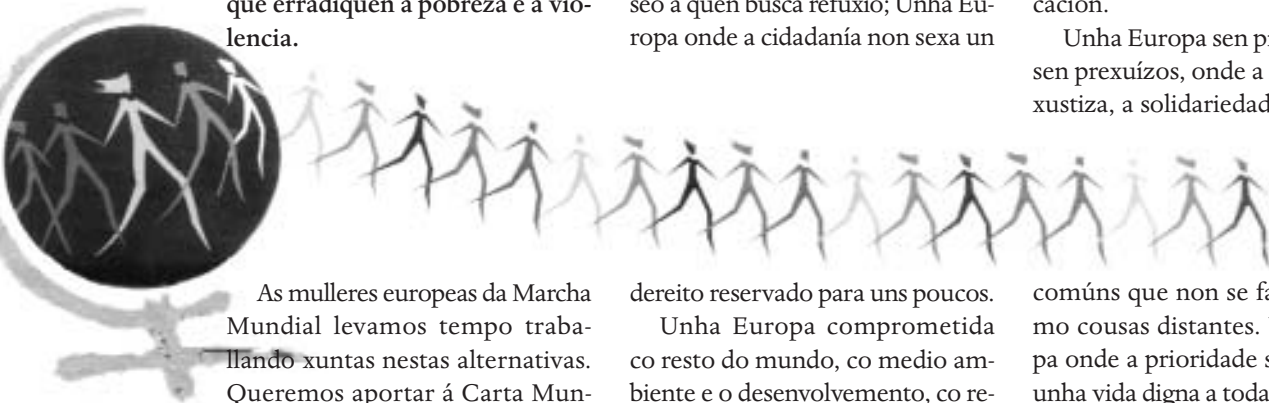 que erradiquen a pobreza e a vio-
lencia.
As mulleres europeas da Marcha
Mundial levamos tempo traba-
llando xuntas nestas alternativas.
Queremos aportar á Carta Mun-
seo a quen busca refuxio; Unha Eu-
ropa onde a cidadanía non sexa un
dereito reservado para uns poucos.
Unha Europa comprometida
co resto do mundo, co medio am-
biente e o desenvolvemento, co re-
cación.
Unha Europa sen
sen prexuízos, onde a
xustiza, a solidariedad
comúns que non se
mo cousas distantes.
pa onde a prioridade
unha vida digna a toda